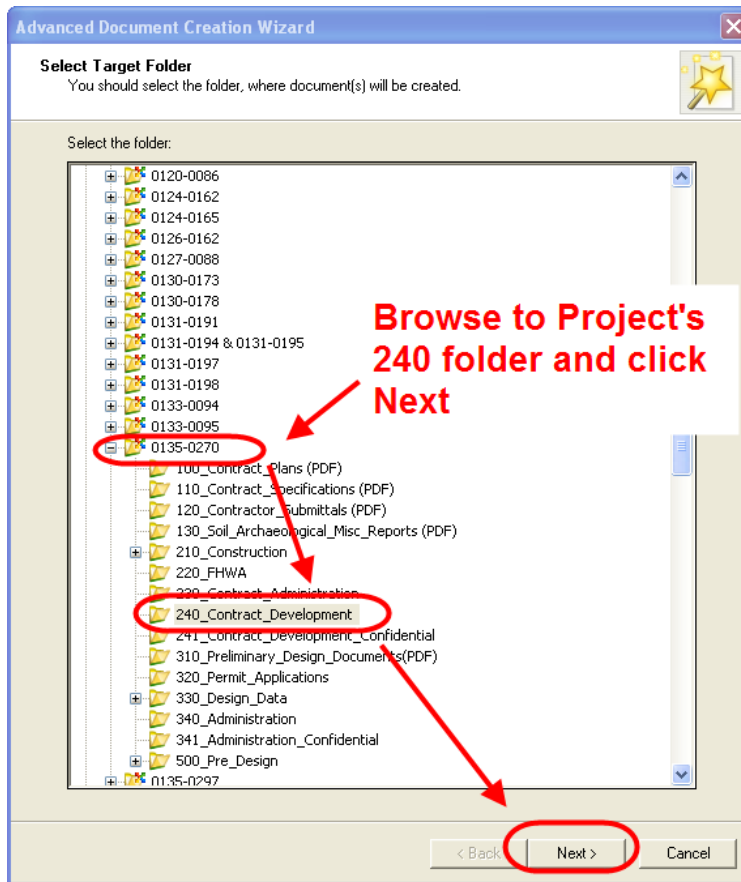 Advanced Document Creation Wizard
Select Target Folder
You should select the folder, where document(s) will be created.
Select the folder:
0120-0086
0124-0162
0124-0165
0126-0162
0127-0088
0130-0173
0130-0178
0131-0191
0131-0194 & 0131-0195
0131-0197
0131-0198
0133-0094
0133-0095
0135-0270
100_Contract_Plans (PDF)
110_Contract_Specifications (PDF)
120_Contractor_Submittals (PDF)
130_Soil_Archaeological_Misc_Reports (PDF)
210_Construction
220_FHWA
230_Contract_Administration
240_Contract_Development
241_Contract_Development_Confidential
310_Preliminary_Design_Documents(PDF)
320_Permit_Applications
330_Design_Data
340_Administration
341_Administration_Confidential
500_Pre_Design
0135-0297
Browse to Project's
240 folder and click
Next
< Back
Next >
Cancel